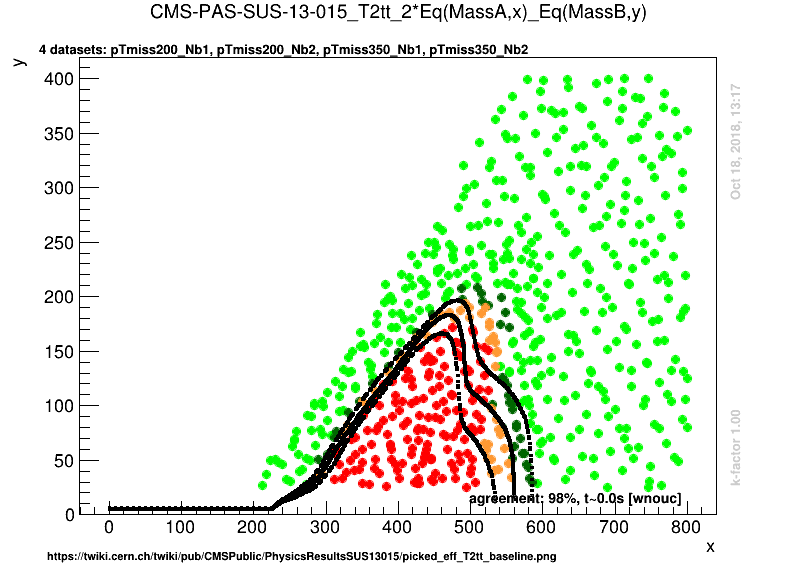 CMS-PAS-SUS-13-015_T2tt_2*Eq(MassA,x)_Eq(MassB,y)
4 datasets: pTmiss200_Nb1, pTmiss200_Nb2, pTmiss350_Nb1, pTmiss350_Nb2
y
400
350
300
250
200
150
100
50
0
Oct 18, 2018, 13:17
k-factor 1.00
agreement: 98%, t~0.0s [wnouc]
0 100 200 300 400 500 600 700 800
x
https://twiki.cern.ch/twiki/pub/CMSPublic/PhysicsResultsSUS13015/picked_eff_T2tt_baseline.png